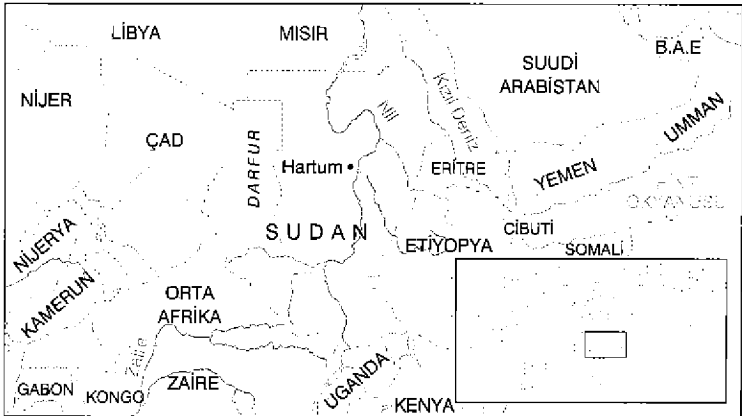 LİBYA
MISIR
B.A.E
SUUDİ
ARABİSTAN
NİJER
ÇAD
DARFUR
Nil
Kızıl Deniz
UMMAN
Hartum
ERİTRE
YEMEN
OKYANUSU
SUDAN
CİBUTİ
NİJERYA
ETİYOPYA
SOMALİ
KAMERUN
ORTA
AFRİKA
Zaire
UGANDA
GABON
KONGO
ZAİRE
KENYA